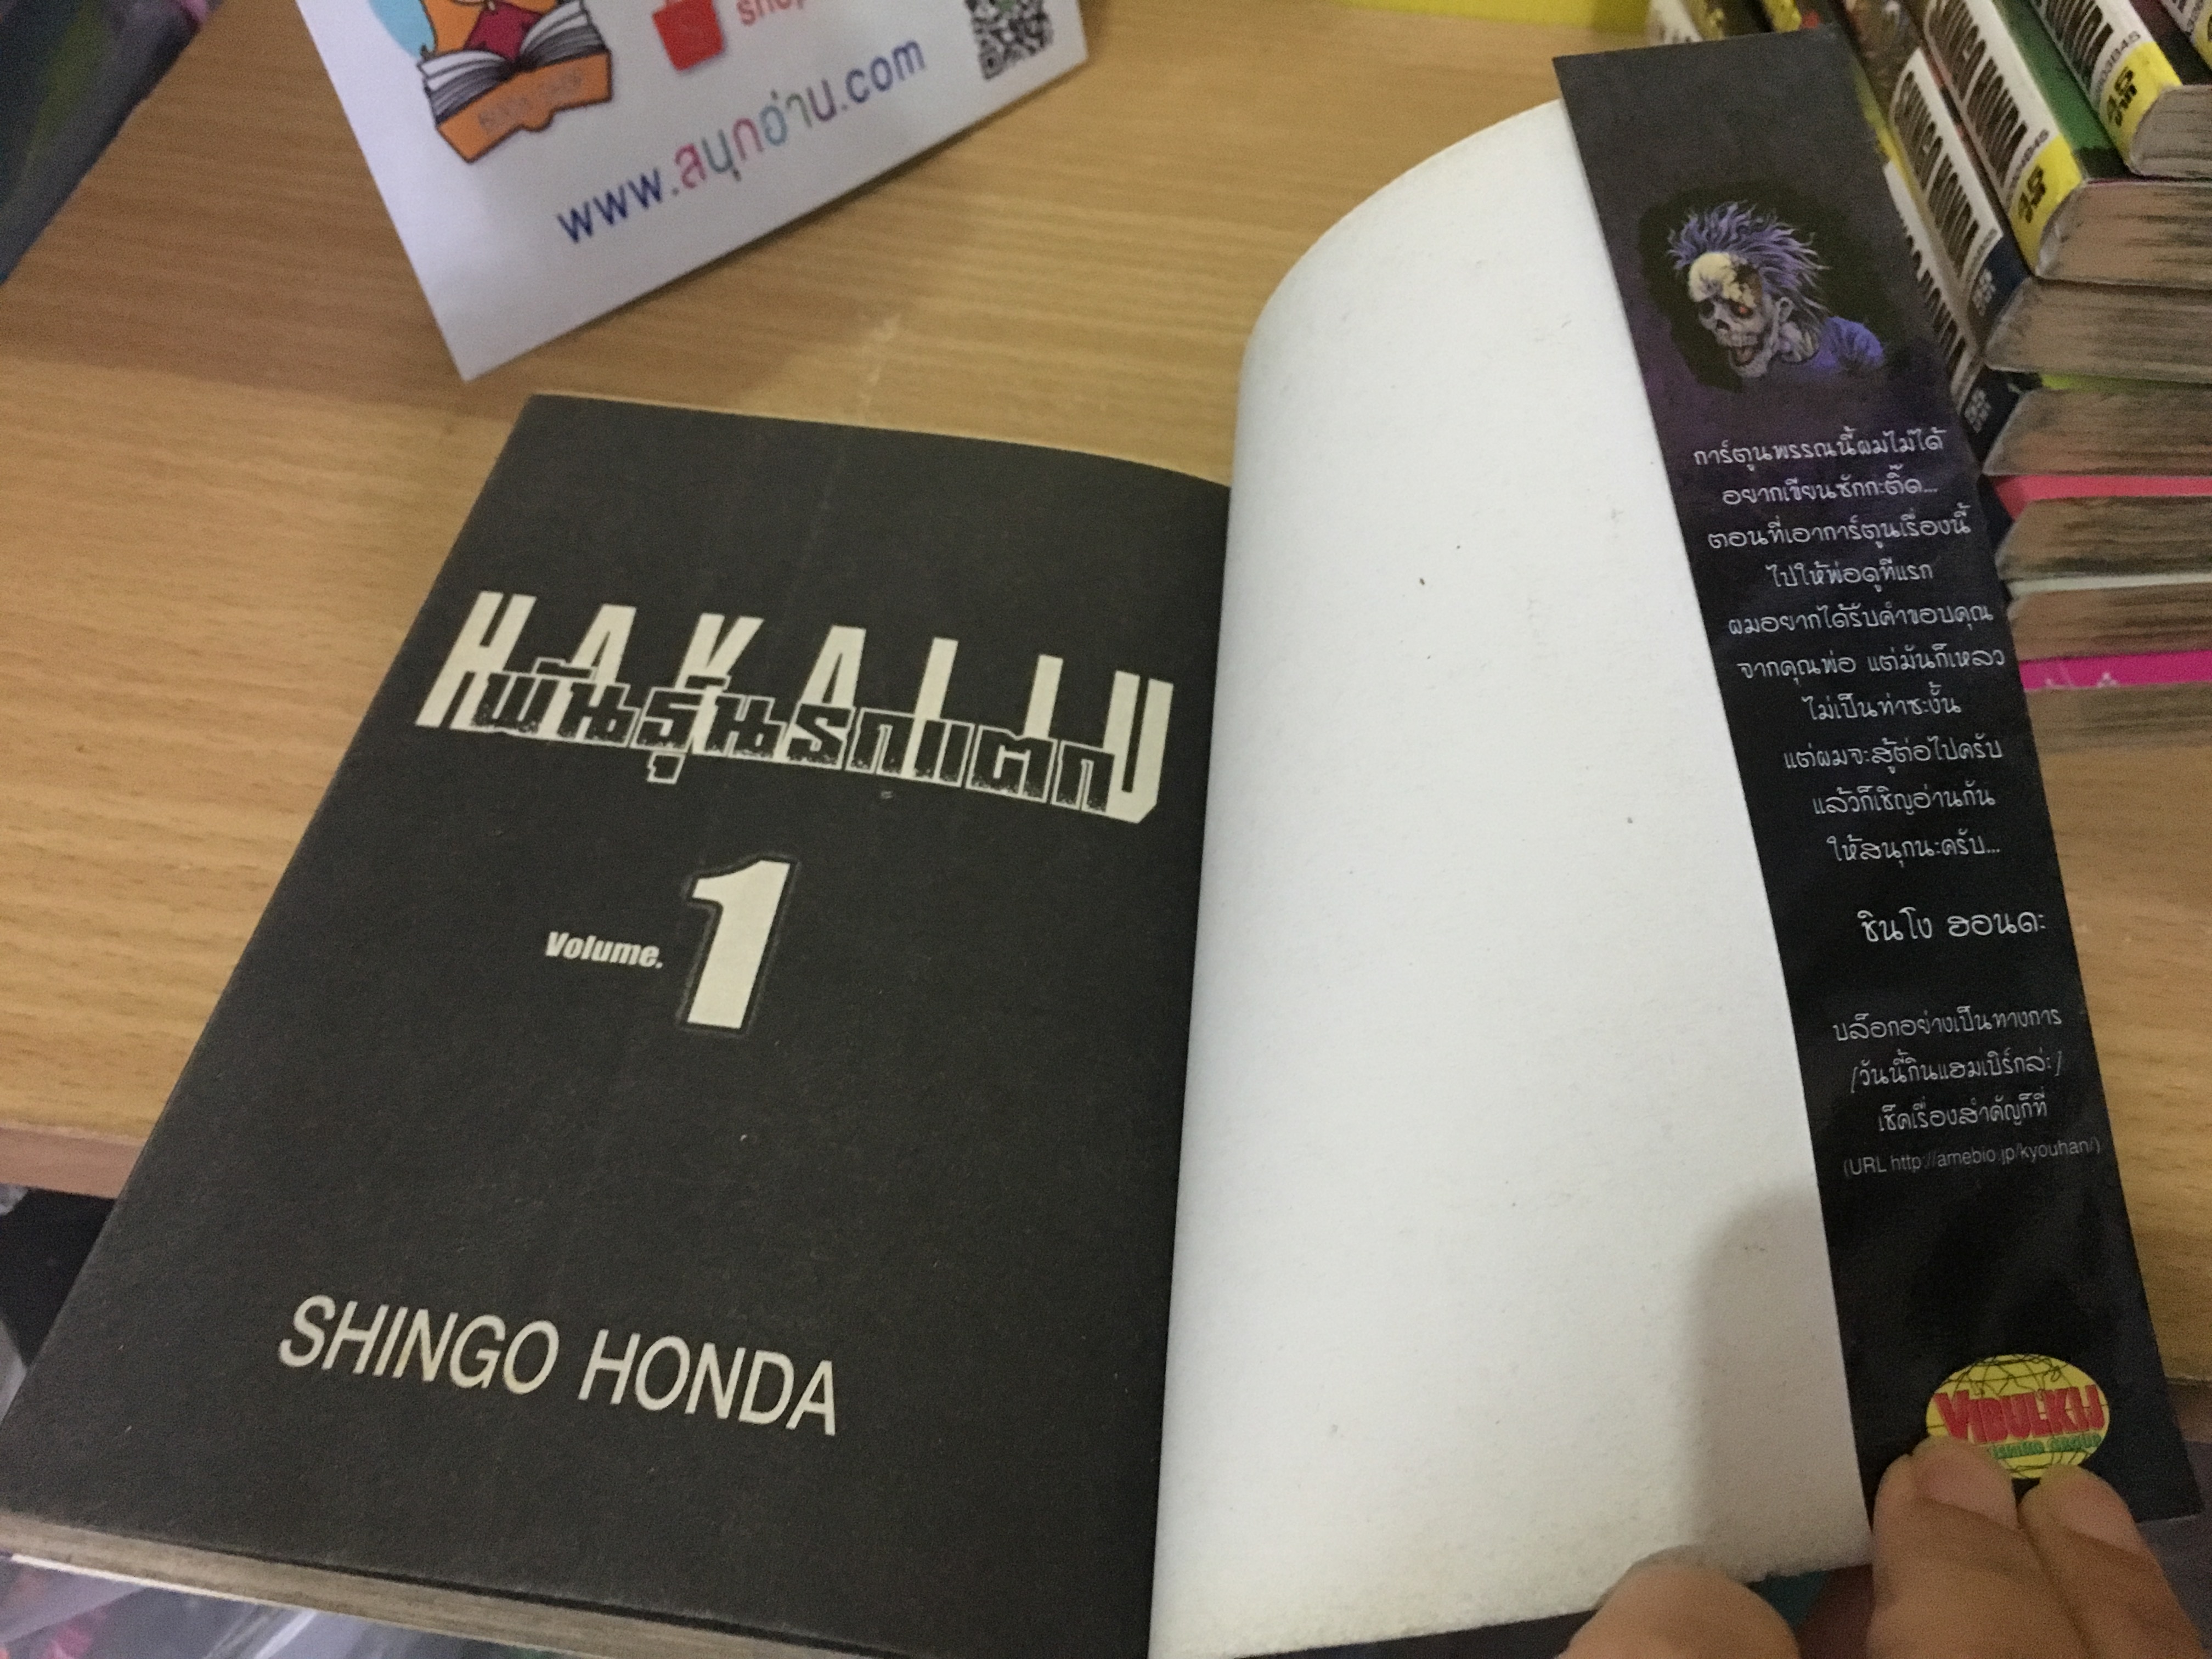 www.สนุกอ่าน.com
HAKAIJU
พันธุ์นรกแตก
Volume. 1
SHINGO HONDA
การ์ตูนพรรณนี้ผมไม่ได้
อยากเขียนซักกะติ๊ด...
ตอนที่เอาการ์ตูนเรื่องนี้
ไปให้พ่อดูทีแรก
ผมอยากได้รับคำขอบคุณ
จากคุณพ่อ แต่มันก็เหลว
ไม่เป็นท่าซะงั้น
แต่ผมจะสู้ต่อไปครับ
แล้วก็เชิญอ่านกัน
ให้สนุกนะครับ...
ชินโง ฮอนดะ
บล็อกอย่างเป็นทางการ
/วันนี้กินแฮมเบิร์กล่ะ/
เช็คเรื่องสำคัญก็ที่
(URL http://amebio.jp/kyouhan/)
VIBULKIJ